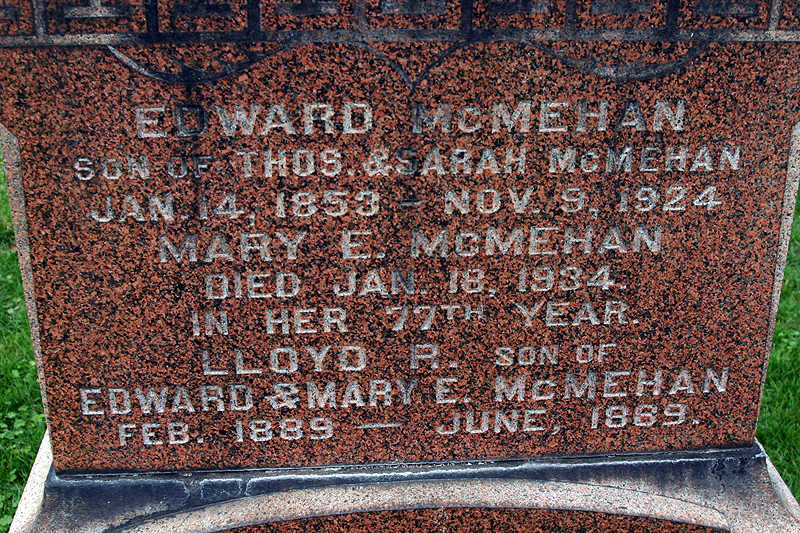 EDWARD McMEHAN
SON OF THOS. & SARAH McMEHAN
JAN. 14, 1853 – NOV. 9, 1924
MARY E. McMEHAN
DIED JAN. 18, 1934.
IN HER 77TH YEAR.
LLOYD R. SON OF
EDWARD & MARY E. McMEHAN
FEB. 1889 — JUNE, 1869.